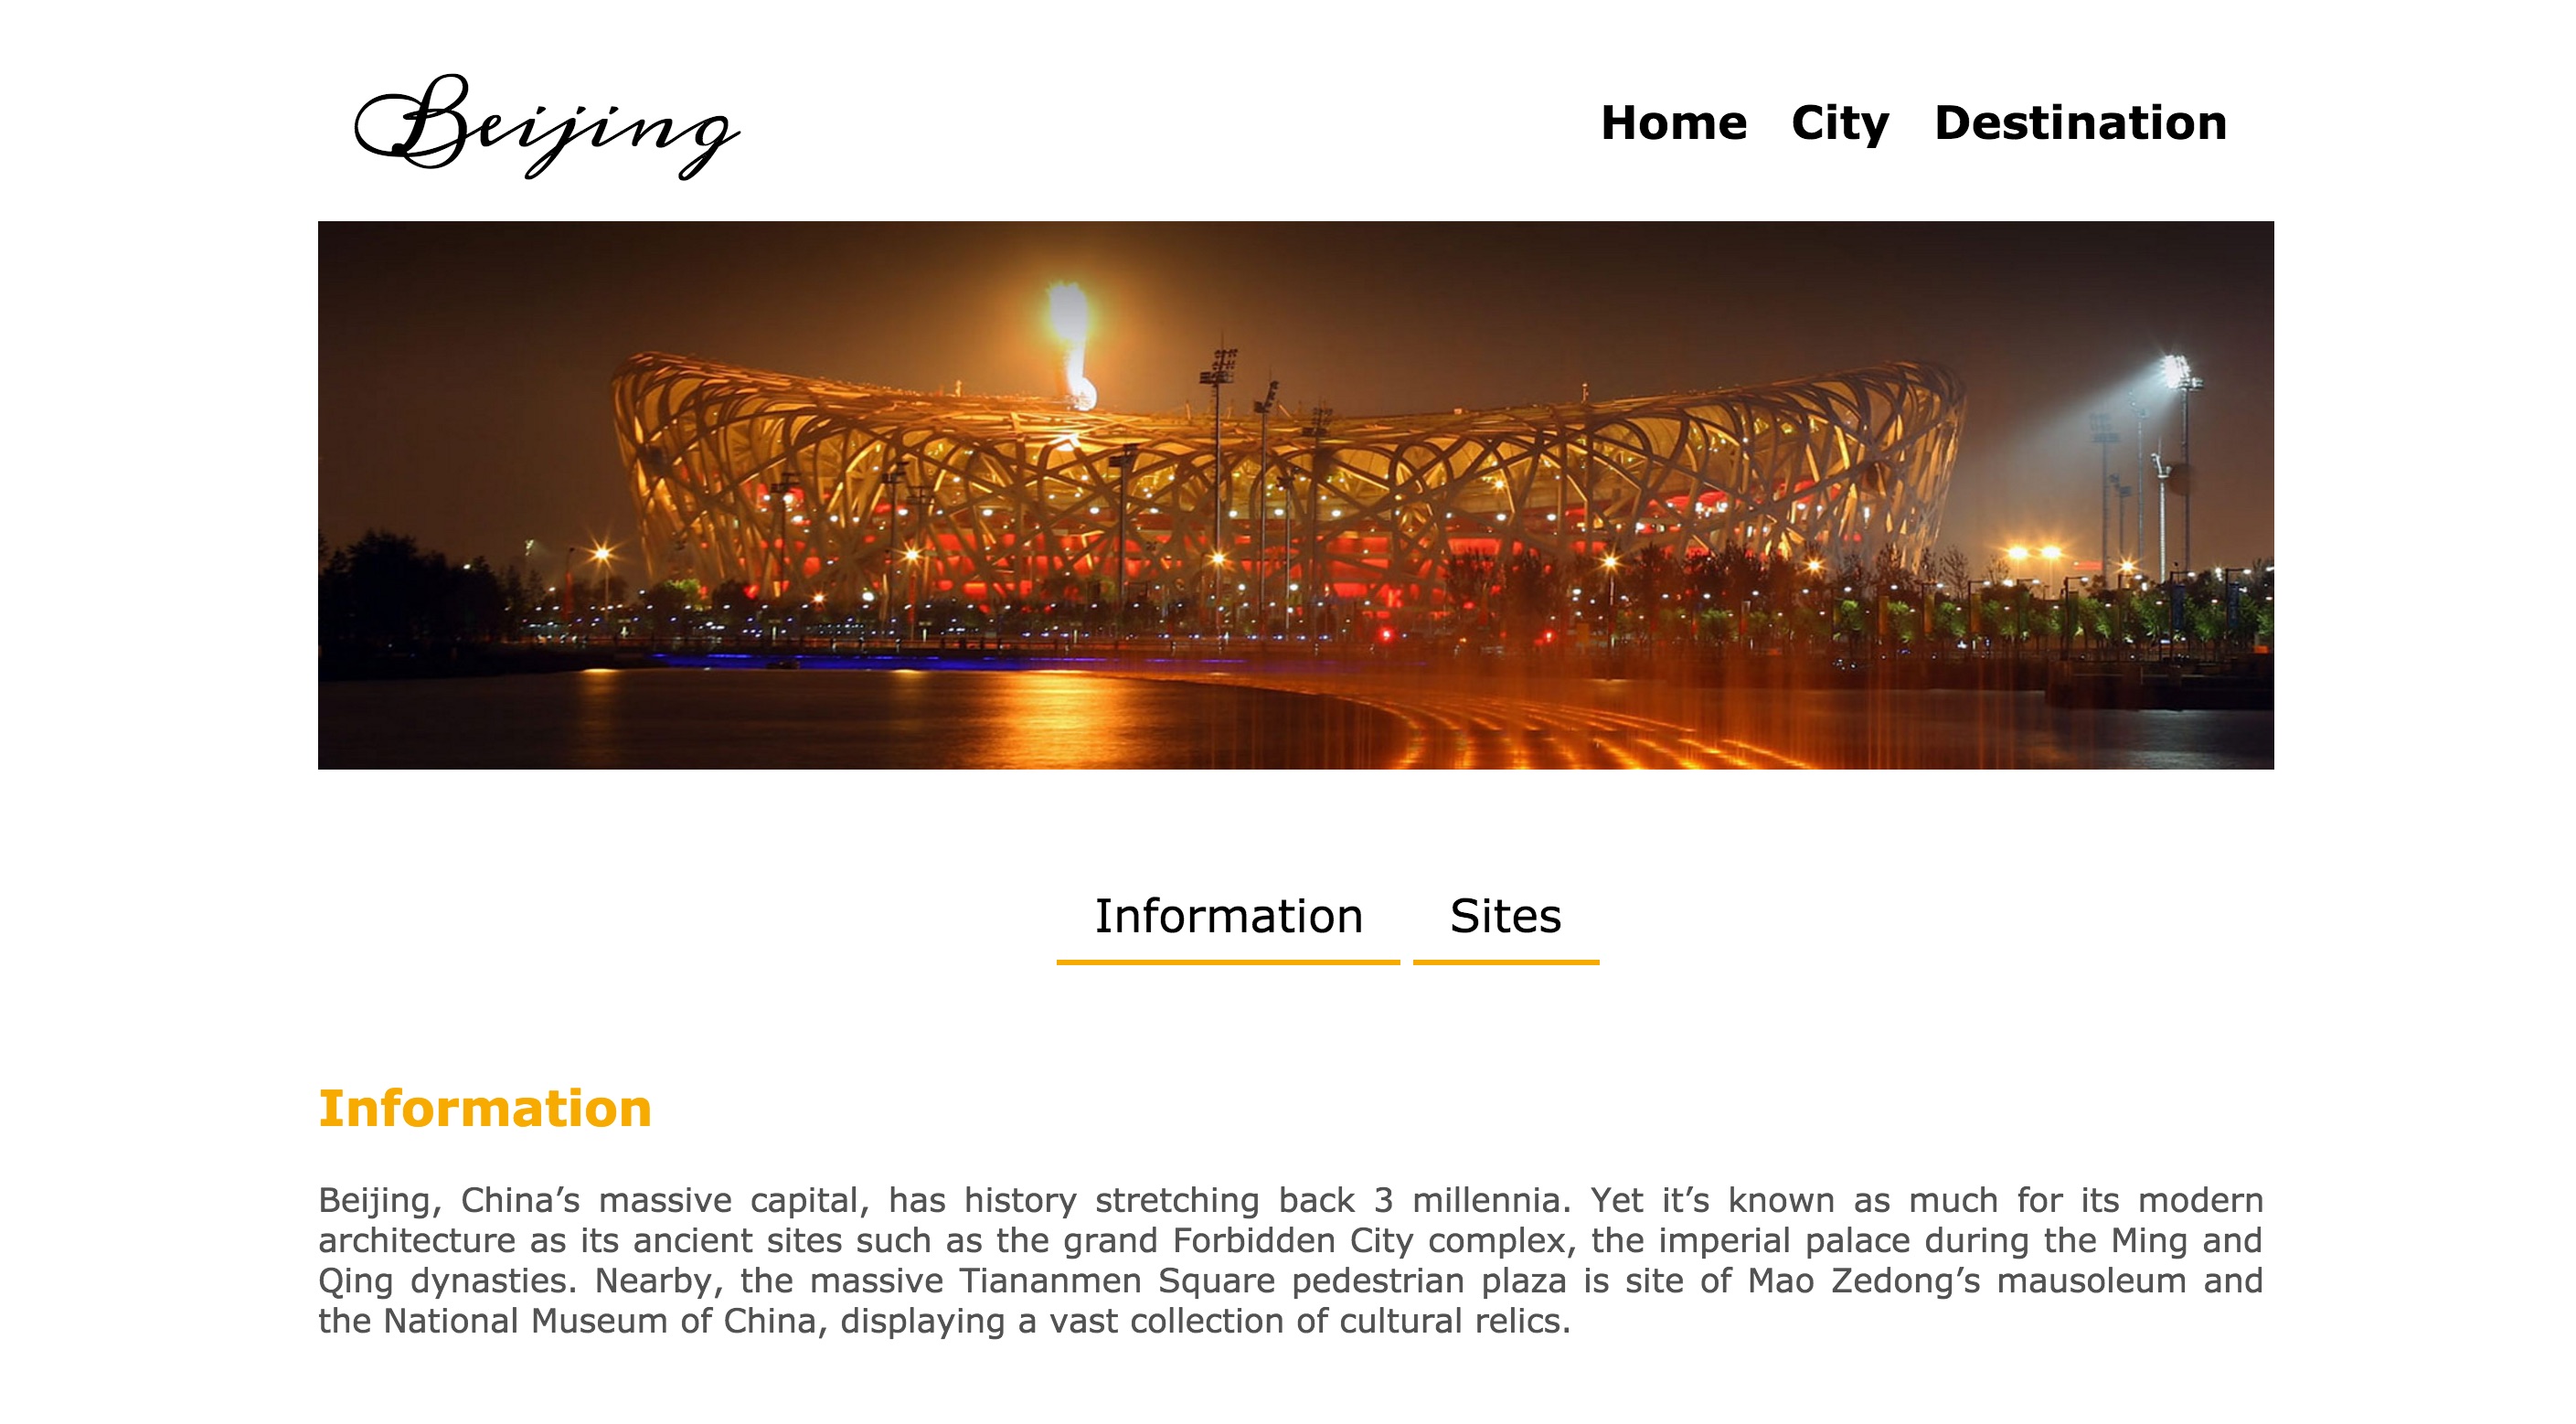 Beijing
Home City Destination
Information Sites
Information
Beijing, China’s massive capital, has history stretching back 3 millennia. Yet it’s known as much for its modern
architecture as its ancient sites such as the grand Forbidden City complex, the imperial palace during the Ming and
Qing dynasties. Nearby, the massive Tiananmen Square pedestrian plaza is site of Mao Zedong’s mausoleum and
the National Museum of China, displaying a vast collection of cultural relics.